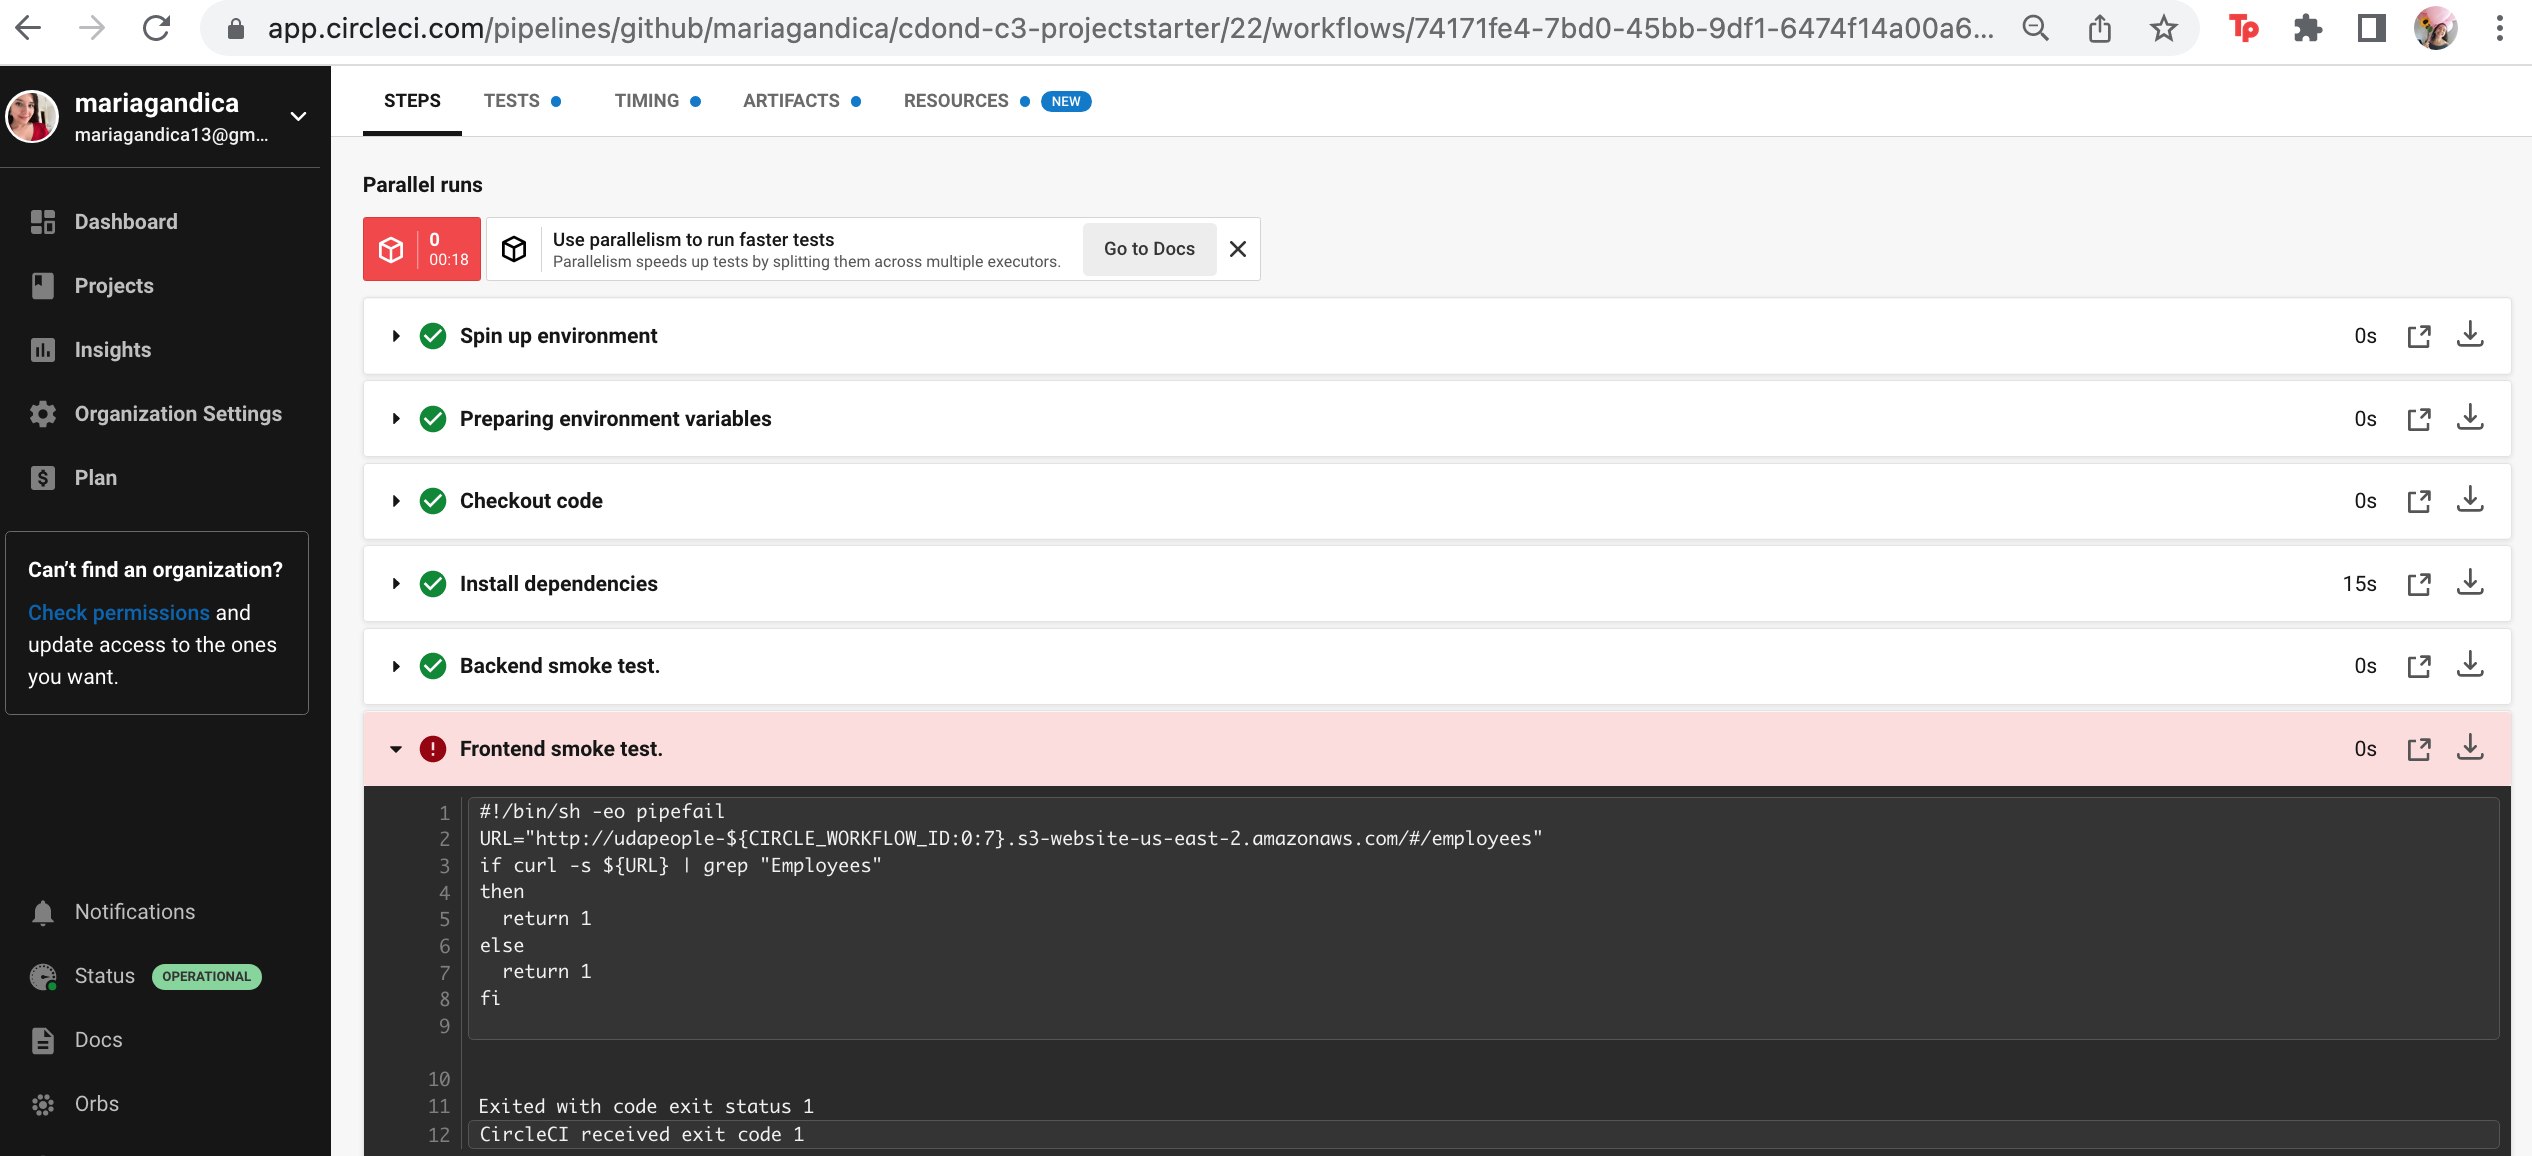 app.circleci.com/pipelines/github/mariagandica/cdond-c3-projectstarter/22/workflows/74171fe4-7bd0-45bb-9df1-6474f14a00a6...
Tp
mariagandica
mariagandica13@gm...
Dashboard
Projects
Insights
Organization Settings
Plan
Can't find an organization?
Check permissions and
update access to the ones
you want.
Notifications
Status OPERATIONAL
Docs
Orbs
STEPS TESTS TIMING ARTIFACTS RESOURCES NEW
Parallel runs
0
00:18
Use parallelism to run faster tests
Parallelism speeds up tests by splitting them across multiple executors.
Go to Docs
Spin up environment 0s
Preparing environment variables 0s
Checkout code 0s
Install dependencies 15s
Backend smoke test. 0s
Frontend smoke test. 0s
1 #!/bin/sh -eo pipefail
2 URL="http://udapeople-${CIRCLE_WORKFLOW_ID:0:7}.s3-website-us-east-2.amazonaws.com/#/employees"
3 if curl -s ${URL} | grep "Employees"
4 then
5 return 1
6 else
7 return 1
8 fi
9
10
11 Exited with code exit status 1
12 CircleCI received exit code 1